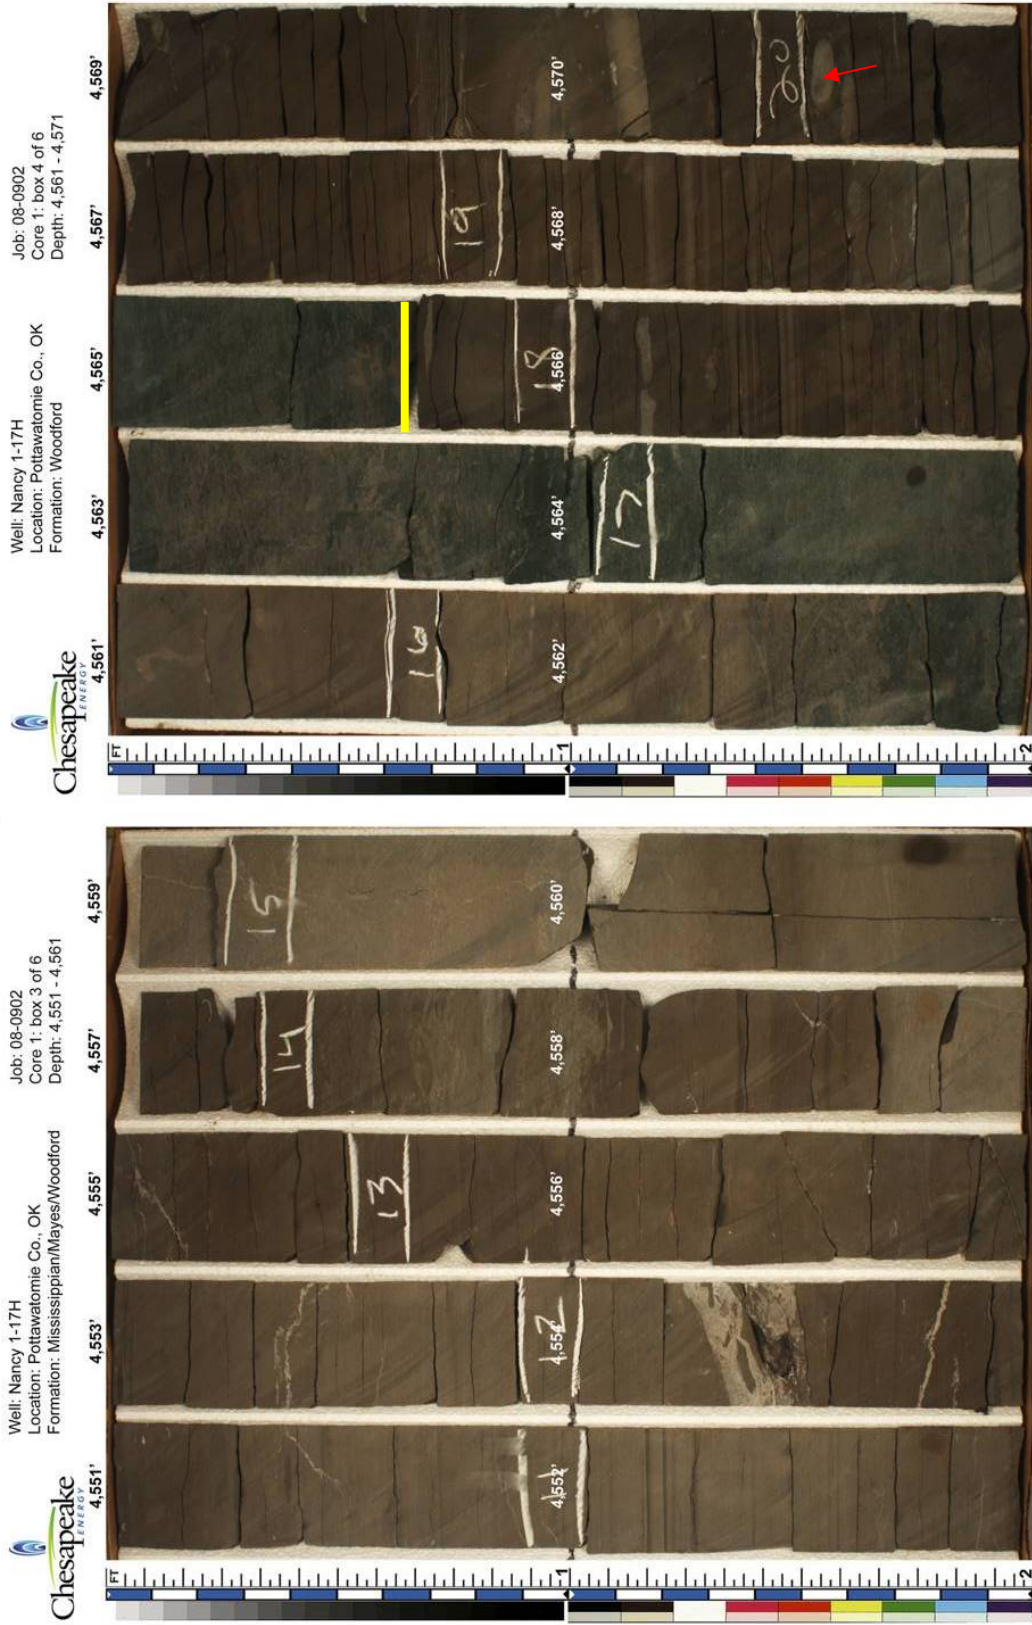 Chesapeake
ENERGY
Well: Nancy 1-17H
Location: Pottawatomie Co., OK
Formation: Mississippian/Mayes/Woodford
Job: 08-0902
Core 1: box 3 of 6
Depth: 4,551 - 4,561
4,551' 4,553' 4,555' 4,557' 4,559'
FT
15
14
13
12
4,552' 4,554' 4,556' 4,558' 4,560'
1
2
Chesapeake
ENERGY
Well: Nancy 1-17H
Location: Pottawatomie Co., OK
Formation: Woodford
Job: 08-0902
Core 1: box 4 of 6
Depth: 4,561 - 4,571
4,561' 4,563' 4,565' 4,567' 4,569'
FT
16
19
18
4,562' 4,564' 4,566' 4,568' 4,570'
1
17
20
2